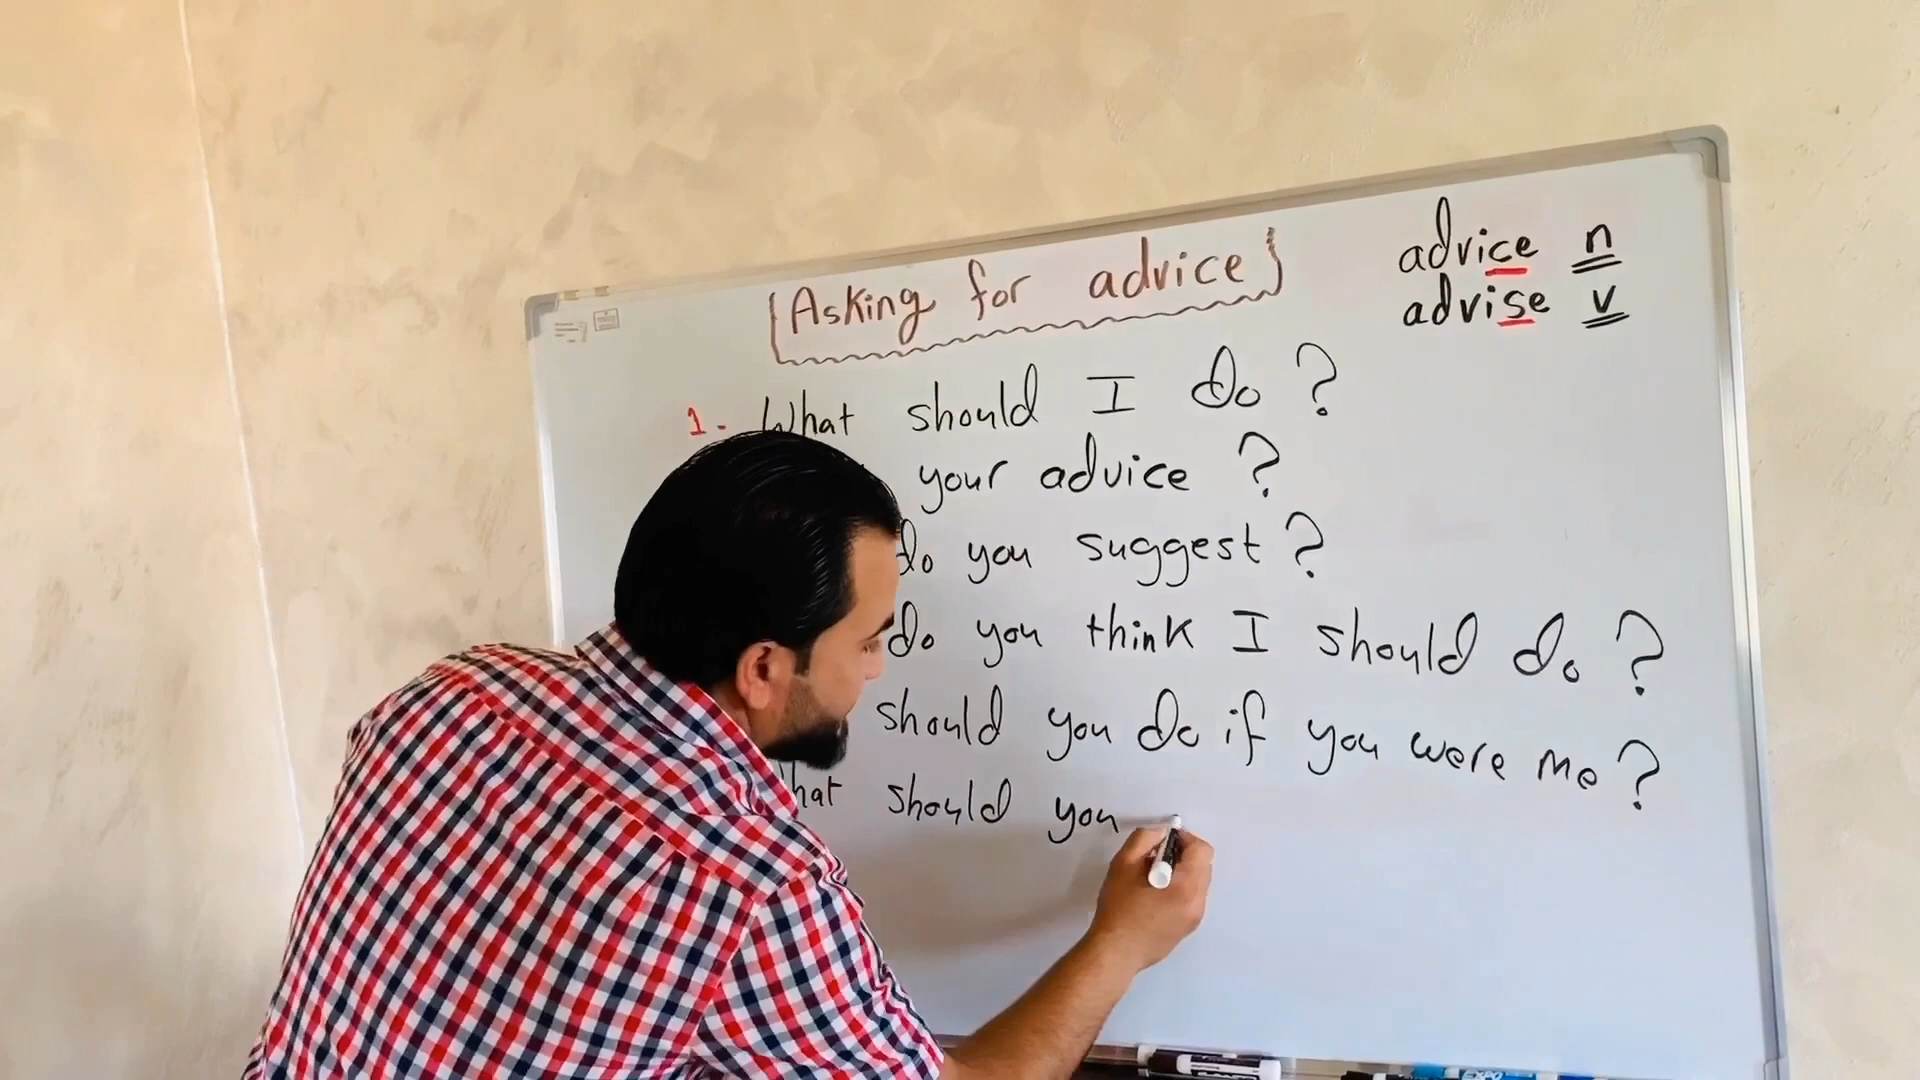 Asking for advice
advice n
advise v
1. What should I do?
your advice?
do you suggest?
do you think I should do?
should you do if you were me?
hat should you
EXPO